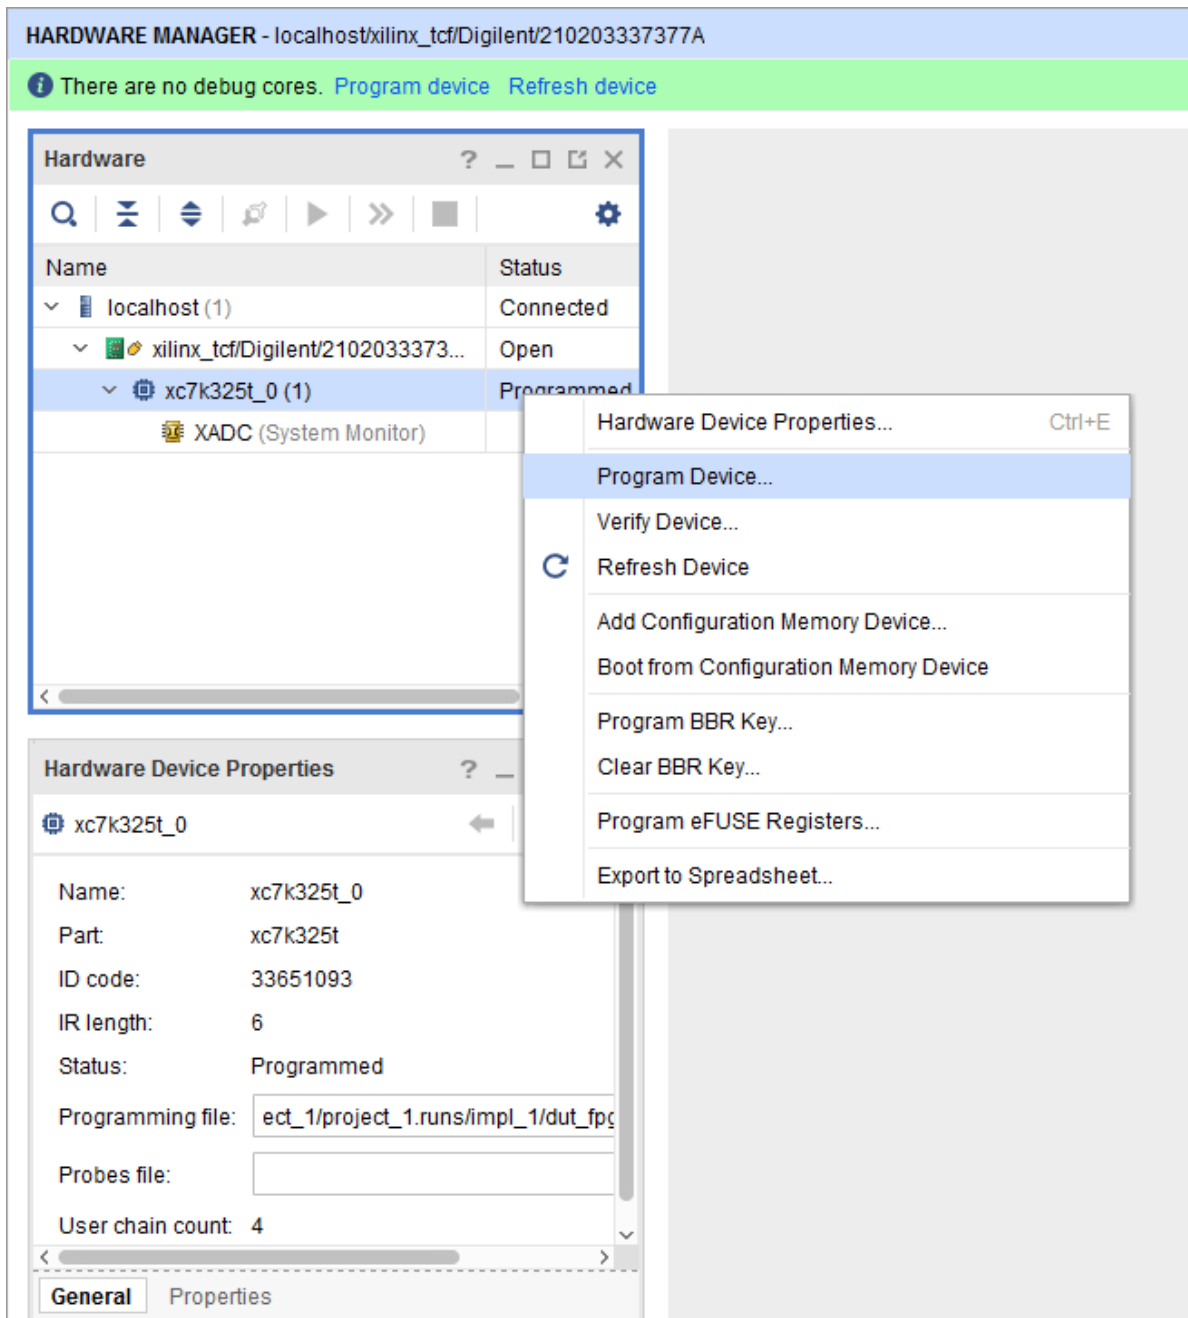 HARDWARE MANAGER - localhost/xilinx_tcf/Digilent/210203337377A
There are no debug cores. Program device Refresh device
Hardware
Name Status
localhost (1) Connected
xilinx_tcf/Digilent/2102033373... Open
xc7k325t_0 (1) Programmed
XADC (System Monitor)
Hardware Device Properties... Ctrl+E
Program Device...
Verify Device...
Refresh Device
Add Configuration Memory Device...
Boot from Configuration Memory Device
Program BBR Key...
Clear BBR Key...
Program eFUSE Registers...
Export to Spreadsheet...
Hardware Device Properties
xc7k325t_0
Name: xc7k325t_0
Part: xc7k325t
ID code: 33651093
IR length: 6
Status: Programmed
Programming file: ect_1/project_1.runs/impl_1/dut_fpg
Probes file:
User chain count: 4
General Properties